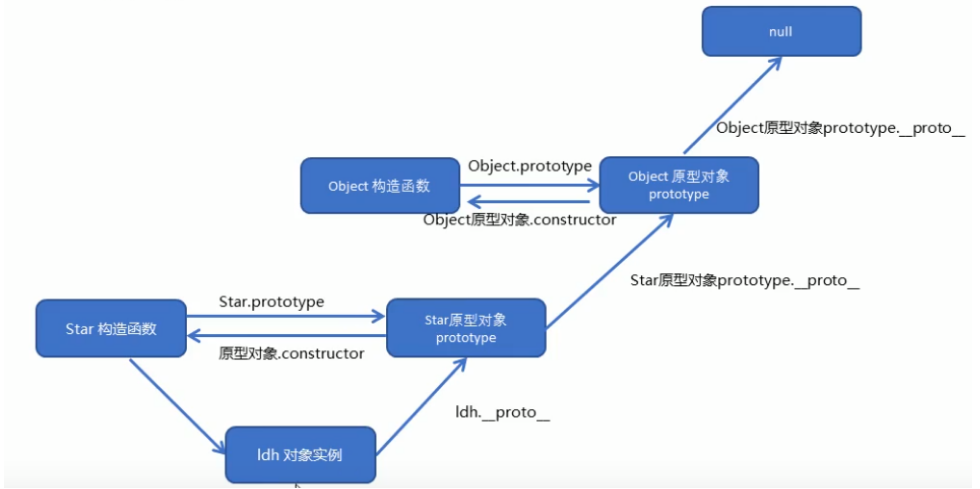 null
Object原型对象prototype.__proto__
Object.prototype
Object 构造函数
Object 原型对象
prototype
Object原型对象.constructor
Star原型对象prototype.__proto__
Star.prototype
Star 构造函数
Star原型对象
prototype
原型对象.constructor
ldh.__proto__
ldh 对象实例